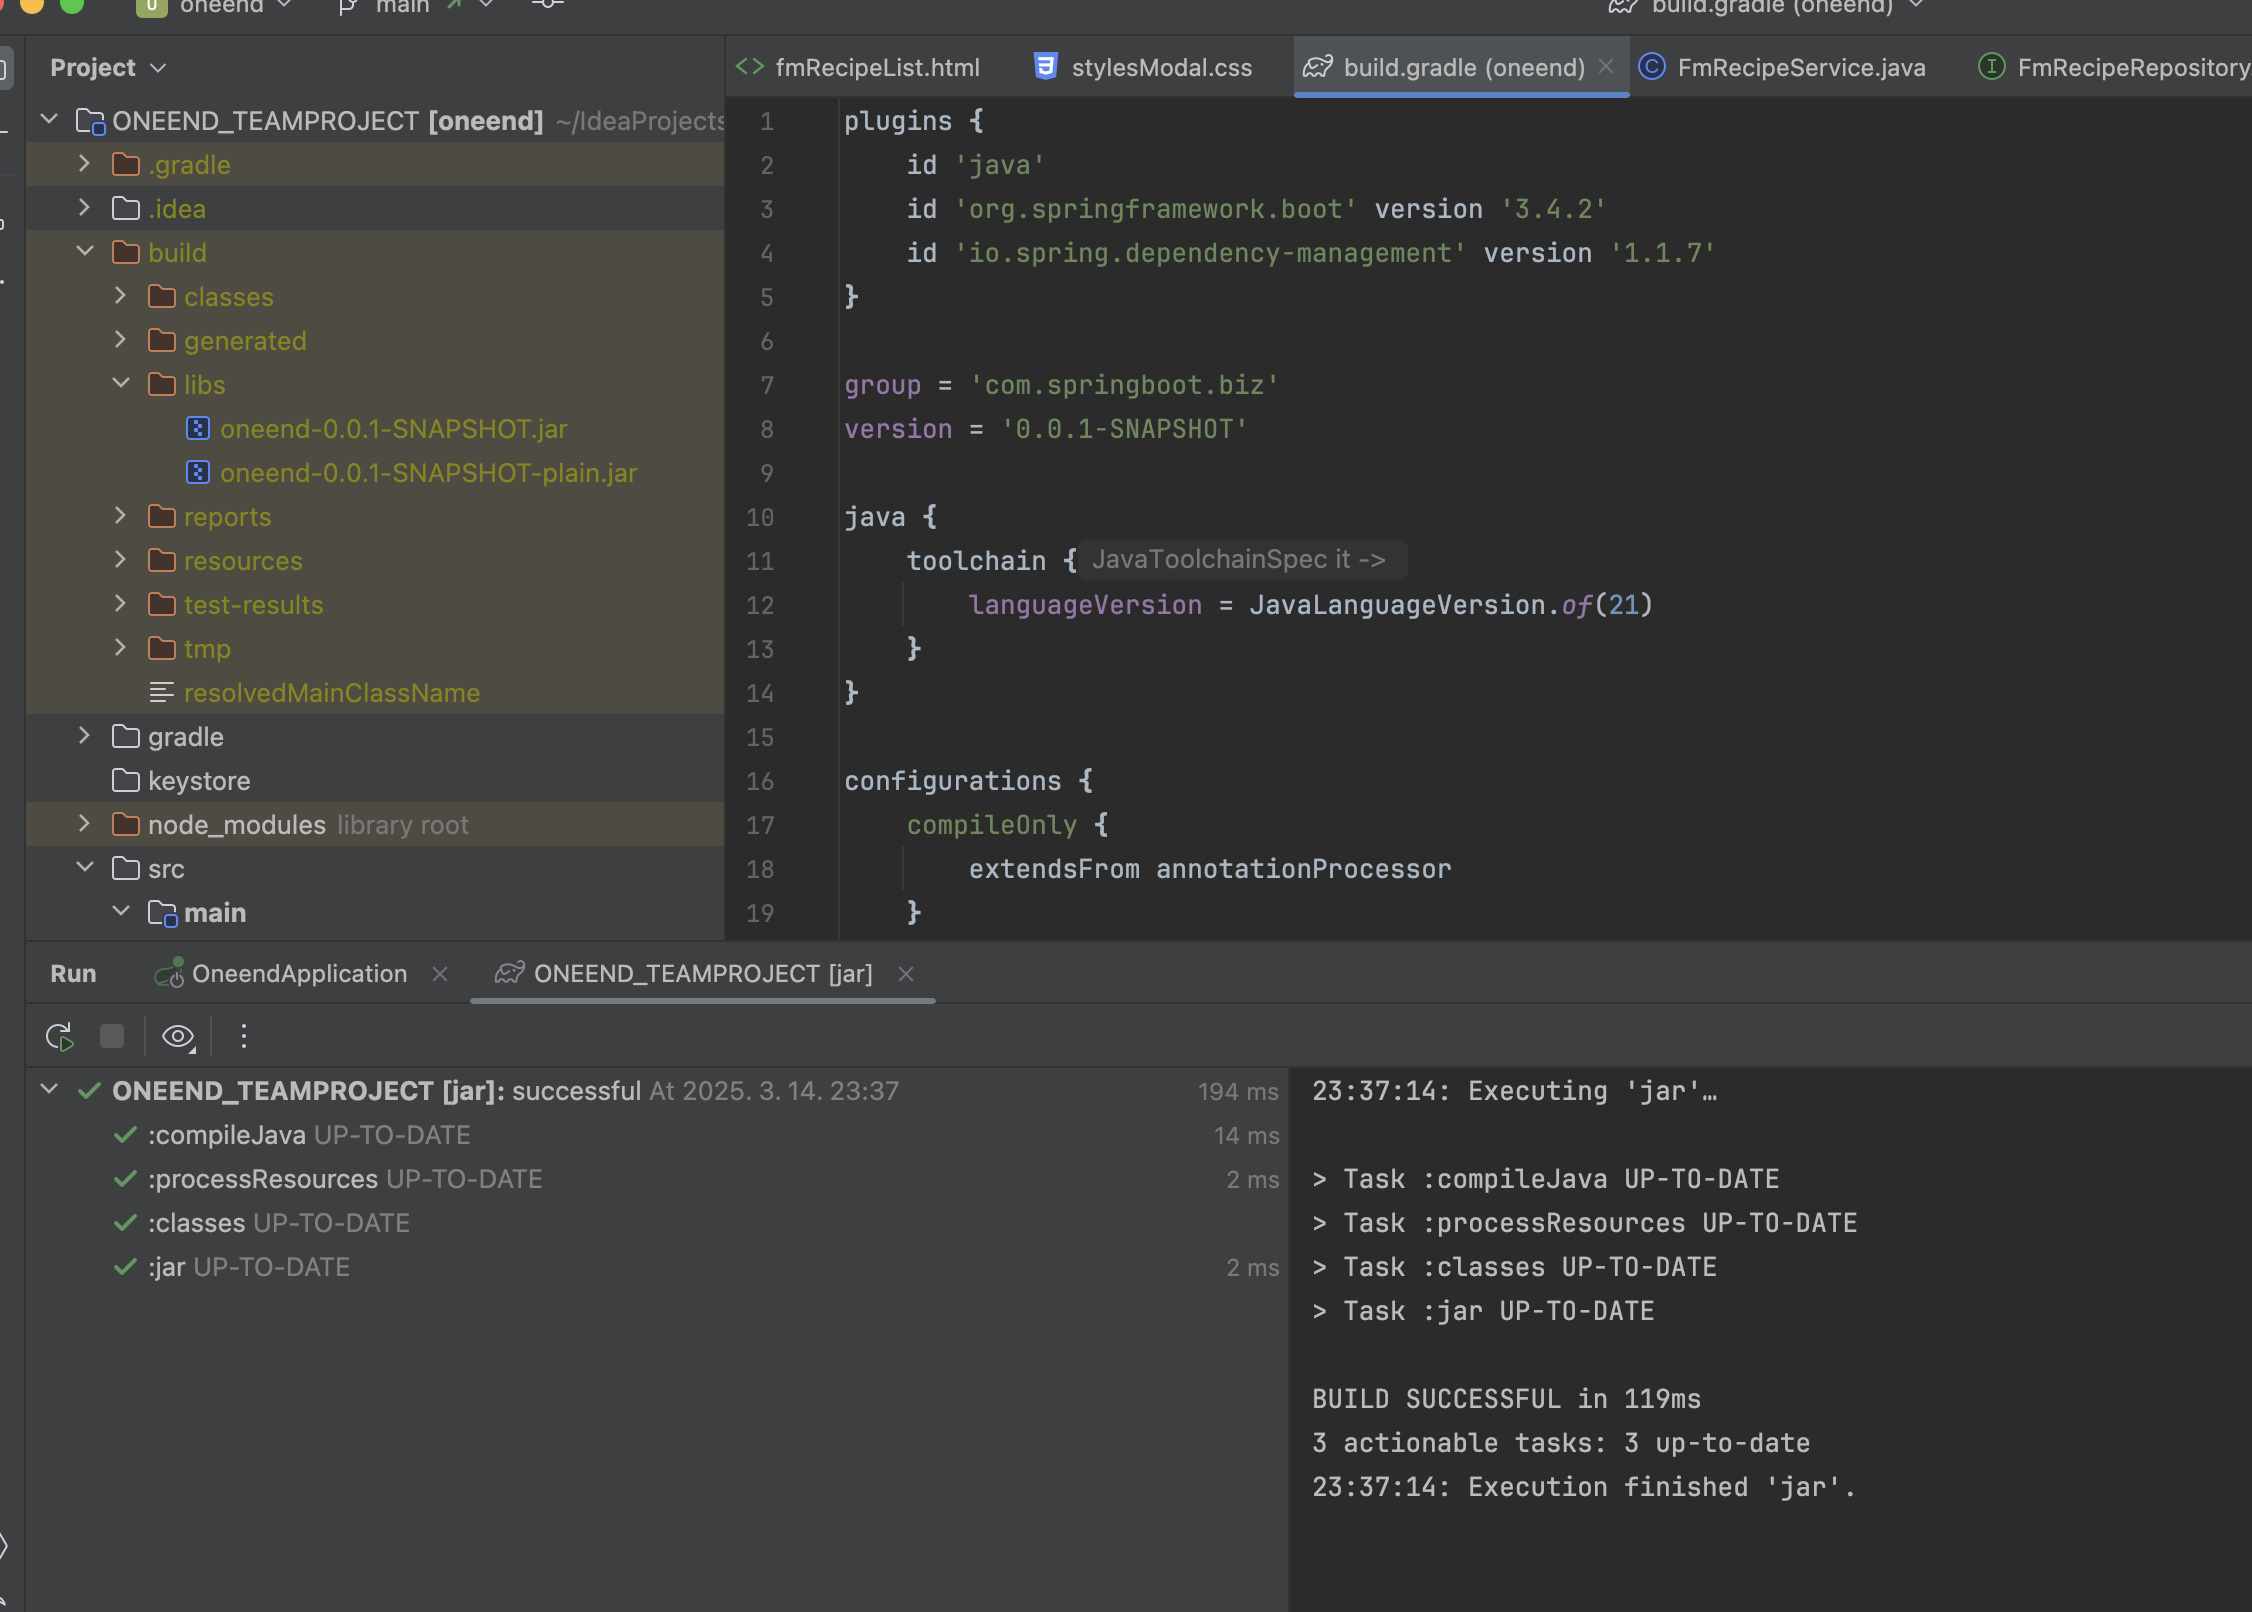 U oneend main build.gradle (oneend)
Project
fmRecipeList.html stylesModal.css build.gradle (oneend) FmRecipeService.java FmRecipeRepository
ONEEND_TEAMPROJECT [oneend] ~/IdeaProjects
.gradle
.idea
build
classes
generated
libs
oneend-0.0.1-SNAPSHOT.jar
oneend-0.0.1-SNAPSHOT-plain.jar
reports
resources
test-results
tmp
resolvedMainClassName
gradle
keystore
node_modules library root
src
main
1 plugins {
2 id 'java'
3 id 'org.springframework.boot' version '3.4.2'
4 id 'io.spring.dependency-management' version '1.1.7'
5 }
6
7 group = 'com.springboot.biz'
8 version = '0.0.1-SNAPSHOT'
9
10 java {
11 toolchain { JavaToolchainSpec it ->
12 languageVersion = JavaLanguageVersion.of(21)
13 }
14 }
15
16 configurations {
17 compileOnly {
18 extendsFrom annotationProcessor
19 }
Run OneendApplication ONEEND_TEAMPROJECT [jar]
ONEEND_TEAMPROJECT [jar]: successful At 2025. 3. 14. 23:37 194 ms
:compileJava UP-TO-DATE 14 ms
:processResources UP-TO-DATE 2 ms
:classes UP-TO-DATE
:jar UP-TO-DATE 2 ms
23:37:14: Executing 'jar'…
> Task :compileJava UP-TO-DATE
> Task :processResources UP-TO-DATE
> Task :classes UP-TO-DATE
> Task :jar UP-TO-DATE
BUILD SUCCESSFUL in 119ms
3 actionable tasks: 3 up-to-date
23:37:14: Execution finished 'jar'.